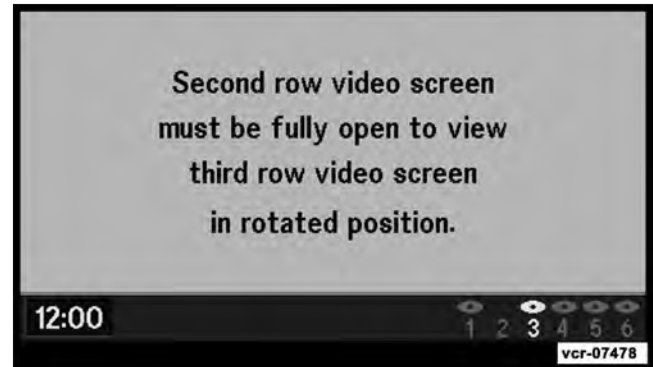 Second row video screen
must be fully open to view
third row video screen
in rotated position.
12:00
1 2 3 4 5 6
vcr-07478